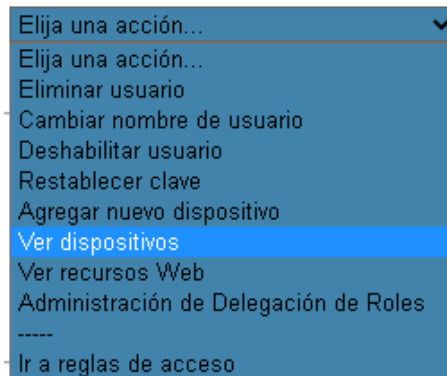 Elija una acción...
Elija una acción...
Eliminar usuario
Cambiar nombre de usuario
Deshabilitar usuario
Restablecer clave
Agregar nuevo dispositivo
Ver dispositivos
Ver recursos Web
Administración de Delegación de Roles
-----
Ir a reglas de acceso